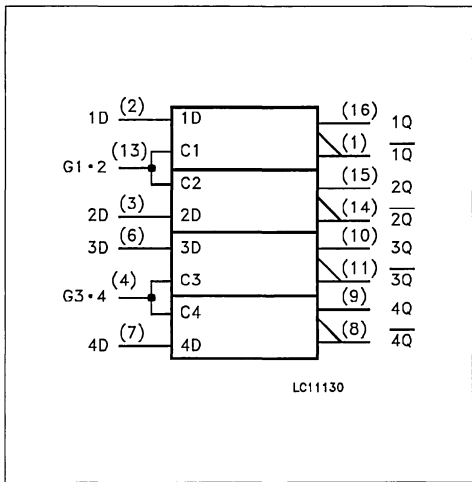 1D (2) 1D (16) 1Q
G1•2 (13) C1 (1) 1Q
C2 (15) 2Q
2D (3) 2D (14) 2Q
3D (6) 3D (10) 3Q
G3•4 (4) C3 (11) 3Q
C4 (9) 4Q
4D (7) 4D (8) 4Q
LC11130